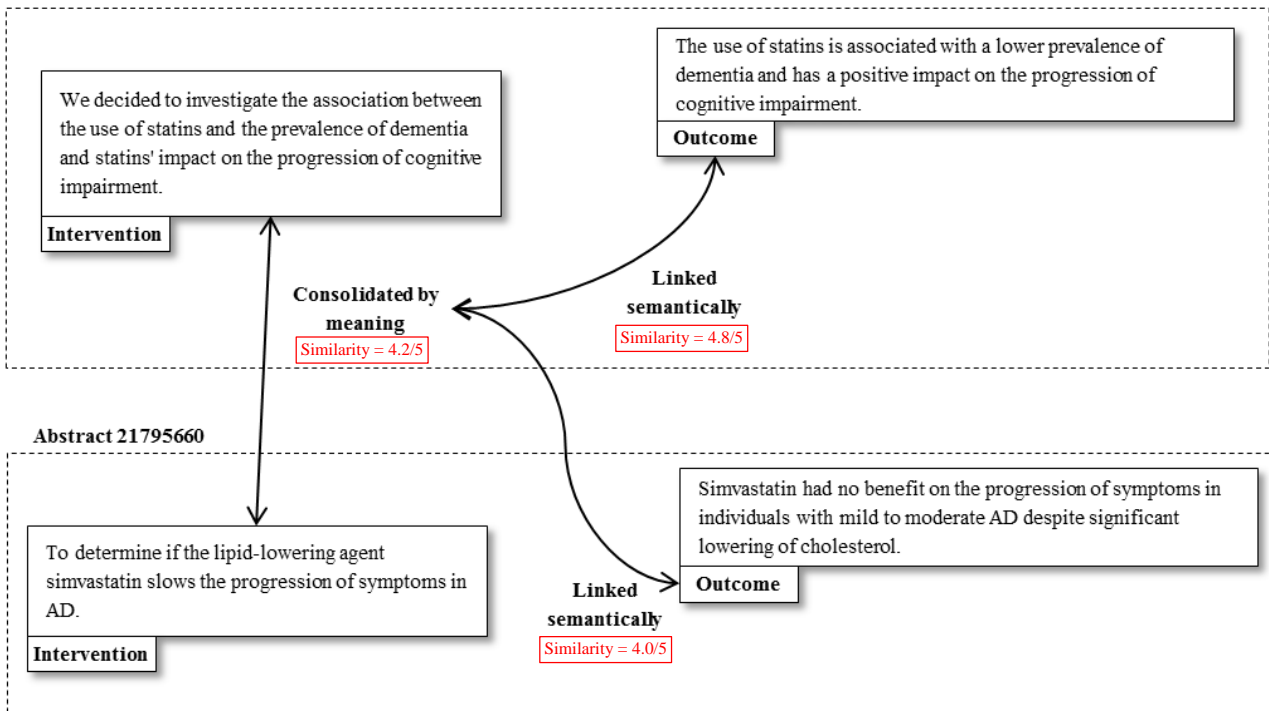 The use of statins is associated with a lower prevalence of
dementia and has a positive impact on the progression of
cognitive impairment.
Outcome
We decided to investigate the association between
the use of statins and the prevalence of dementia
and statins' impact on the progression of cognitive
impairment.
Intervention
Consolidated by
meaning
Similarity = 4.2/5
Linked
semantically
Similarity = 4.8/5
Abstract 21795660
To determine if the lipid-lowering agent
simvastatin slows the progression of symptoms in
AD.
Intervention
Simvastatin had no benefit on the progression of symptoms in
individuals with mild to moderate AD despite significant
lowering of cholesterol.
Outcome
Linked
semantically
Similarity = 4.0/5